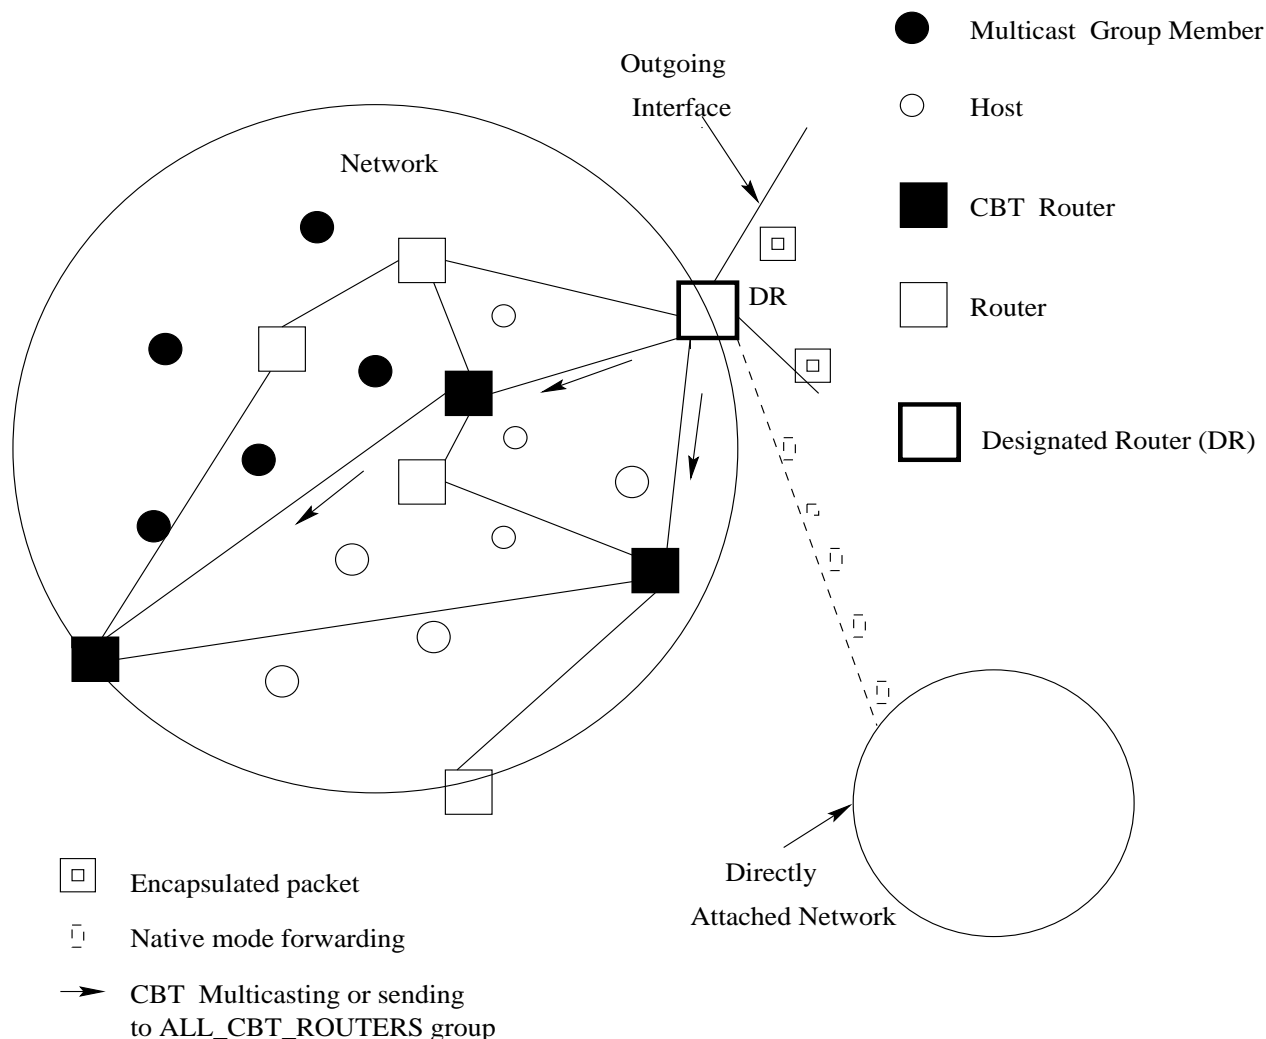 Multicast Group Member
Outgoing
Interface
Host
Network
CBT Router
DR
Router
Designated Router (DR)
Directly
Attached Network
Encapsulated packet
Native mode forwarding
CBT Multicasting or sending
to ALL_CBT_ROUTERS group